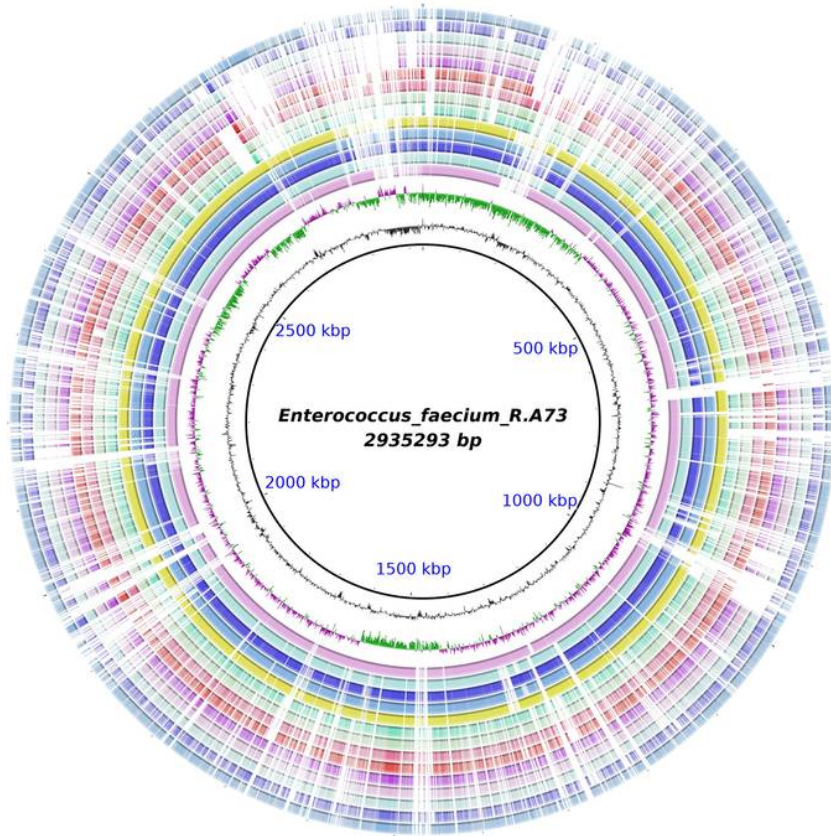 2500 kbp
500 kbp
Enterococcus_faecium_R.A73
2935293 bp
2000 kbp
1000 kbp
1500 kbp